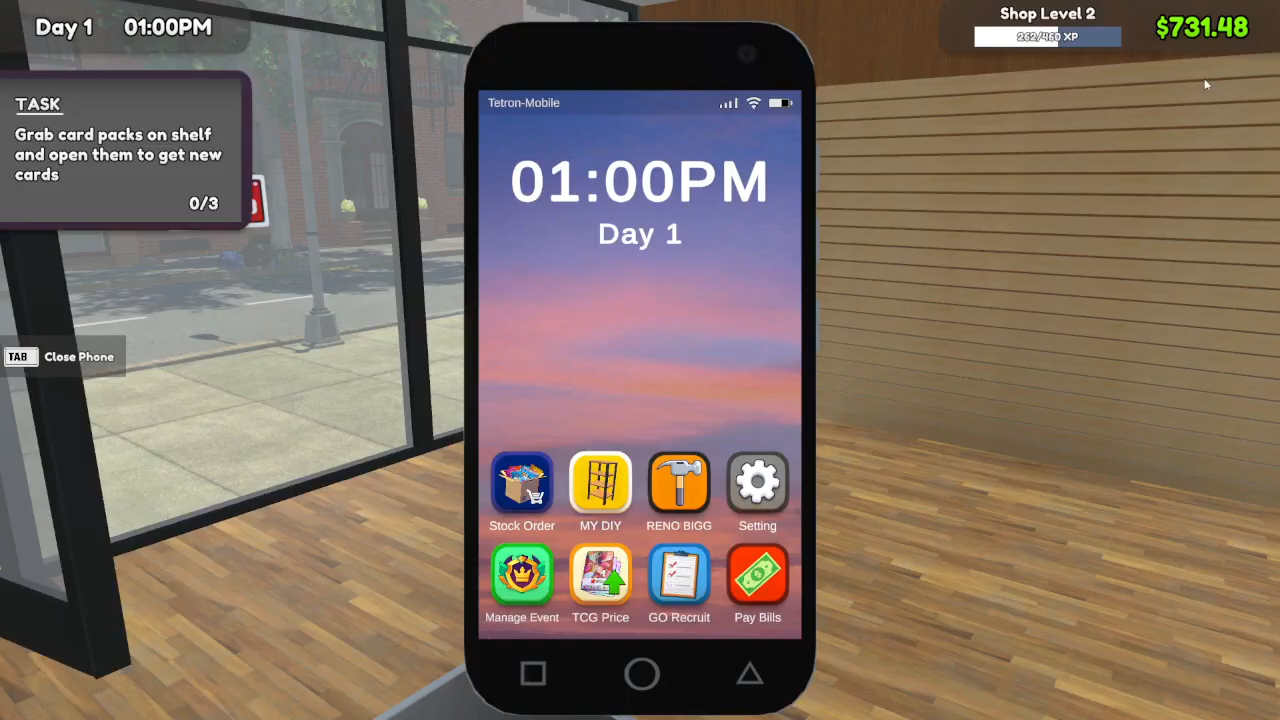 Day 1 01:00PM
Shop Level 2
262/460 XP
$731.48
TASK
Grab card packs on shelf
and open them to get new
cards
0/3
TAB Close Phone
Tetron-Mobile
01:00PM
Day 1
Stock Order MY DIY RENO BIGG Setting
Manage Event TCG Price GO Recruit Pay Bills